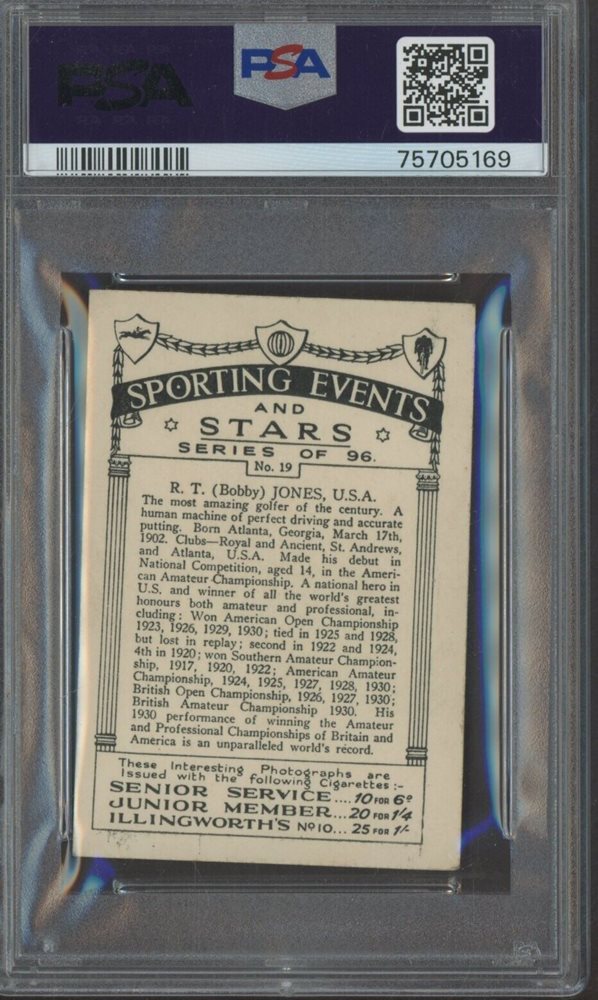 PSA
PSA
75705169
SPORTING EVENTS
AND
STARS
SERIES OF 96.
No. 19
R. T. (Bobby) JONES, U.S.A.
The most amazing golfer of the century. A
human machine of perfect driving and accurate
putting. Born Atlanta, Georgia, March 17th,
1902. Clubs—Royal and Ancient, St. Andrews,
and Atlanta, U.S.A. Made his debut in
National Competition, aged 14, in the Ameri-
can Amateur Championship. A national hero in
U.S. and winner of all the world's greatest
honours both amateur and professional, in-
cluding: Won American Open Championship
1923, 1926, 1929, 1930; tied in 1925 and 1928,
but lost in replay; second in 1922 and 1924,
4th in 1920; won Southern Amateur Champion-
ship, 1917, 1920, 1922; American Amateur
Championship, 1924, 1925, 1927, 1928, 1930;
British Open Championship, 1926, 1927, 1930;
British Amateur Championship 1930. His
1930 performance of winning the Amateur
and Professional Championships of Britain and
America is an unparalleled world's record.
These Interesting Photographs are
Issued with the following Cigarettes:-
SENIOR SERVICE....10 FOR 6D
JUNIOR MEMBER...20 FOR 1/4
ILLINGWORTH'S Nº10...25 FOR 1/-